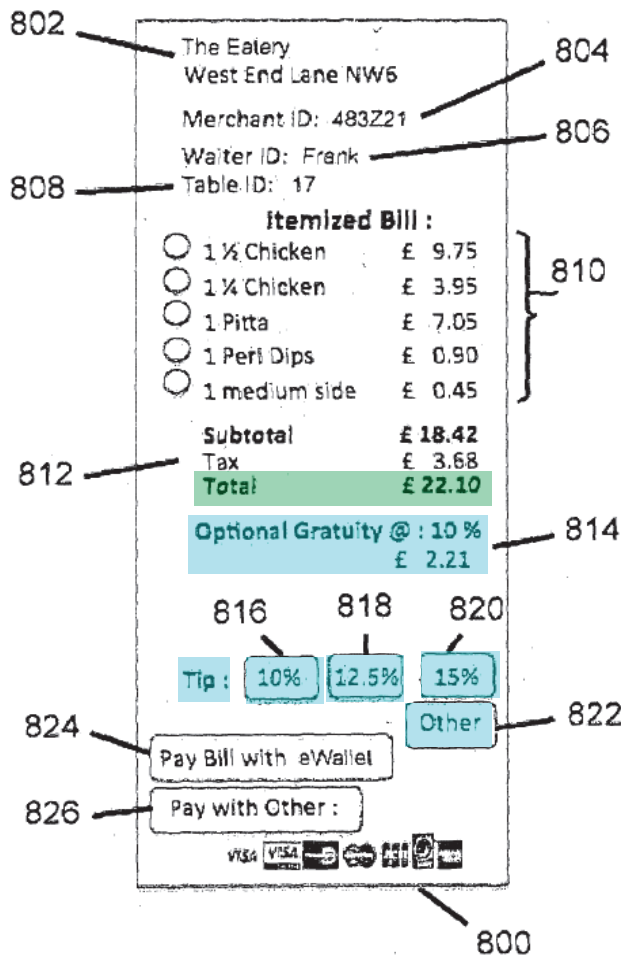 802
The Eatery
West End Lane NW6
804
Merchant ID: 483Z21
806
Waiter ID: Frank
808
Table ID: 17
Itemized Bill :
1 ½ Chicken £ 9.75
810
1 ¼ Chicken £ 3.95
1 Pitta £ 7.05
1 Peri Dips £ 0.90
1 medium side £ 0.45
Subtotal £ 18.42
812
Tax £ 3.68
Total £ 22.10
Optional Gratuity @ : 10 %
814
£ 2.21
816 818 820
Tip : 10% 12.5% 15%
Other
822
824
Pay Bill with eWallet
826
Pay with Other :
VISA VISA
800